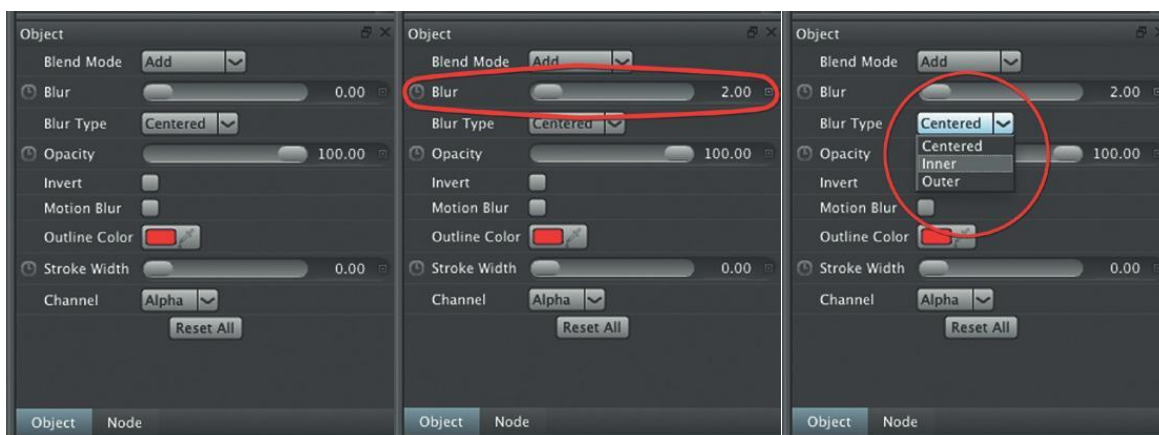 Object
Blend Mode Add
Blur 0.00
Blur Type Centered
Opacity 100.00
Invert
Motion Blur
Outline Color
Stroke Width 0.00
Channel Alpha
Reset All
Object Node
Object
Blend Mode Add
Blur 2.00
Blur Type Centered
Opacity 100.00
Invert
Motion Blur
Outline Color
Stroke Width 0.00
Channel Alpha
Reset All
Object Node
Object
Blend Mode Add
Blur 2.00
Blur Type Centered
Centered
Opacity 100.00
Inner
Invert Outer
Motion Blur
Outline Color
Stroke Width 0.00
Channel Alpha
Reset All
Object Node